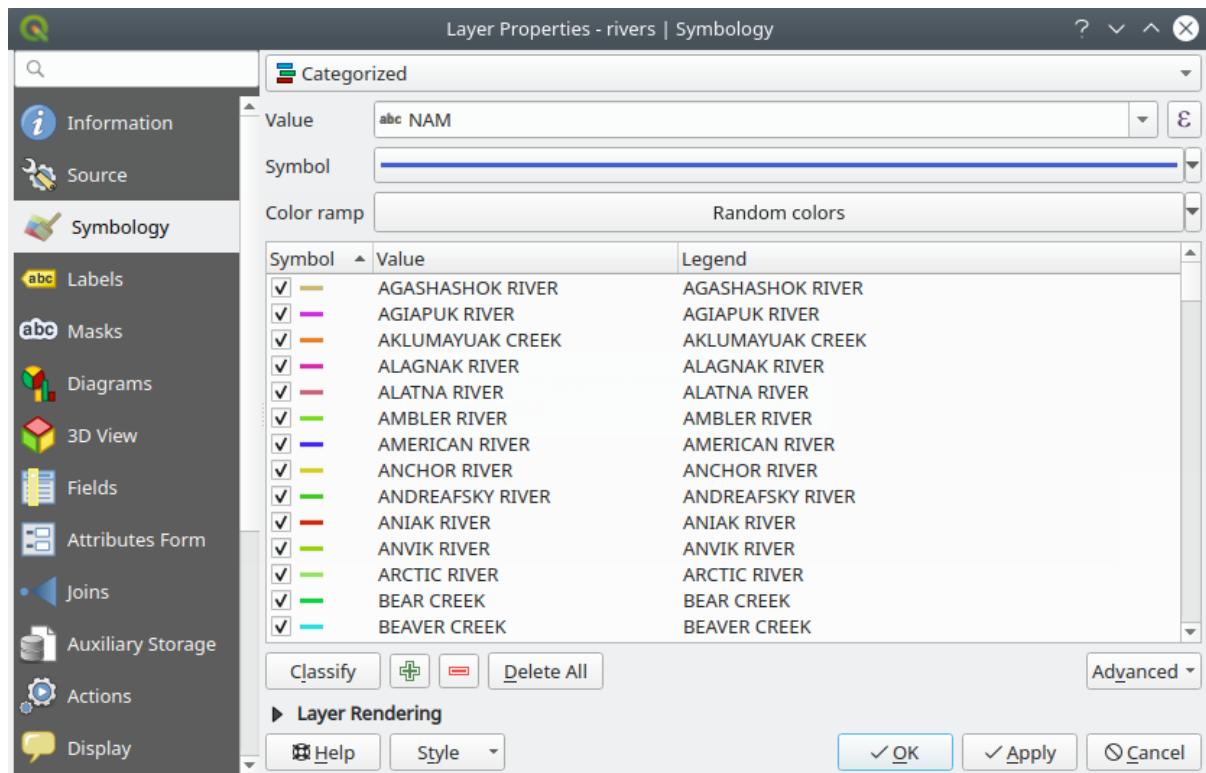 Layer Properties - rivers | Symbology
Categorized
Information
Source
Symbology
abc Labels
abc Masks
Diagrams
3D View
Fields
Attributes Form
Joins
Auxiliary Storage
Actions
Display
Value abc NAM ε
Symbol
Color ramp Random colors
Symbol Value Legend
AGASHASHOK RIVER AGASHASHOK RIVER
AGIAPUK RIVER AGIAPUK RIVER
AKLUMAYUAK CREEK AKLUMAYUAK CREEK
ALAGNAK RIVER ALAGNAK RIVER
ALATNA RIVER ALATNA RIVER
AMBLER RIVER AMBLER RIVER
AMERICAN RIVER AMERICAN RIVER
ANCHOR RIVER ANCHOR RIVER
ANDREAFSKY RIVER ANDREAFSKY RIVER
ANIAK RIVER ANIAK RIVER
ANVIK RIVER ANVIK RIVER
ARCTIC RIVER ARCTIC RIVER
BEAR CREEK BEAR CREEK
BEAVER CREEK BEAVER CREEK
Classify Delete All Advanced
Layer Rendering
Help Style OK Apply Cancel